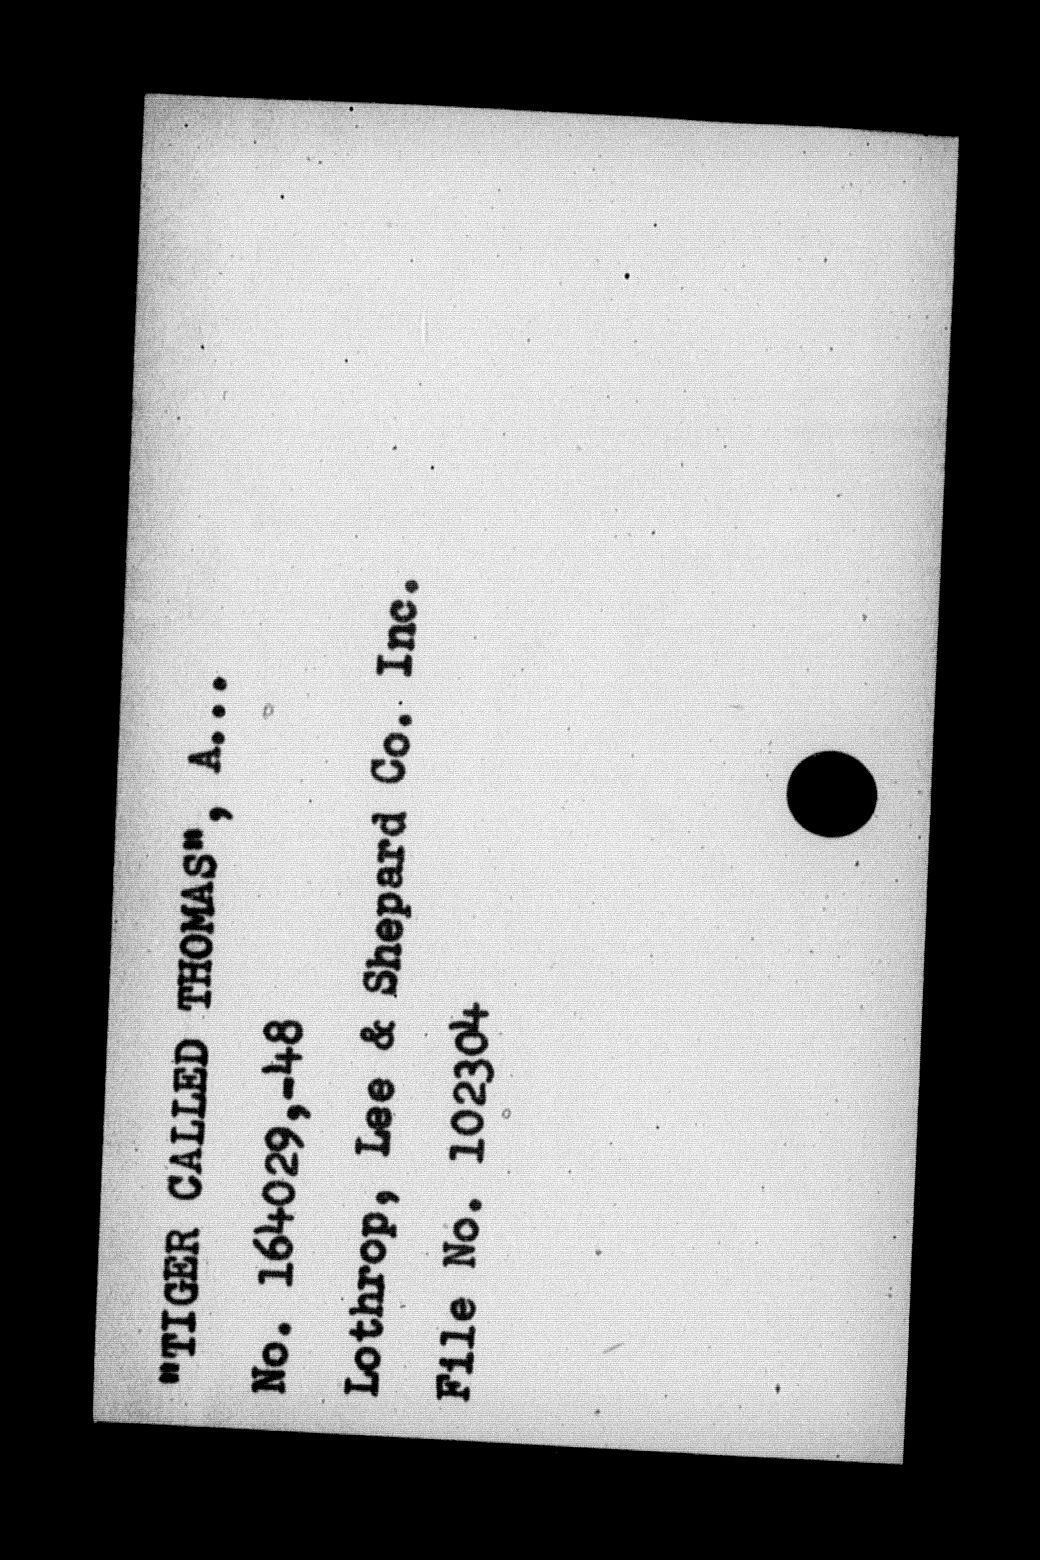 "TIGER CALLED THOMAS", A...
No. 164029,-48
Lothrop, Lee & Shepard Co. Inc.
File No. 102304